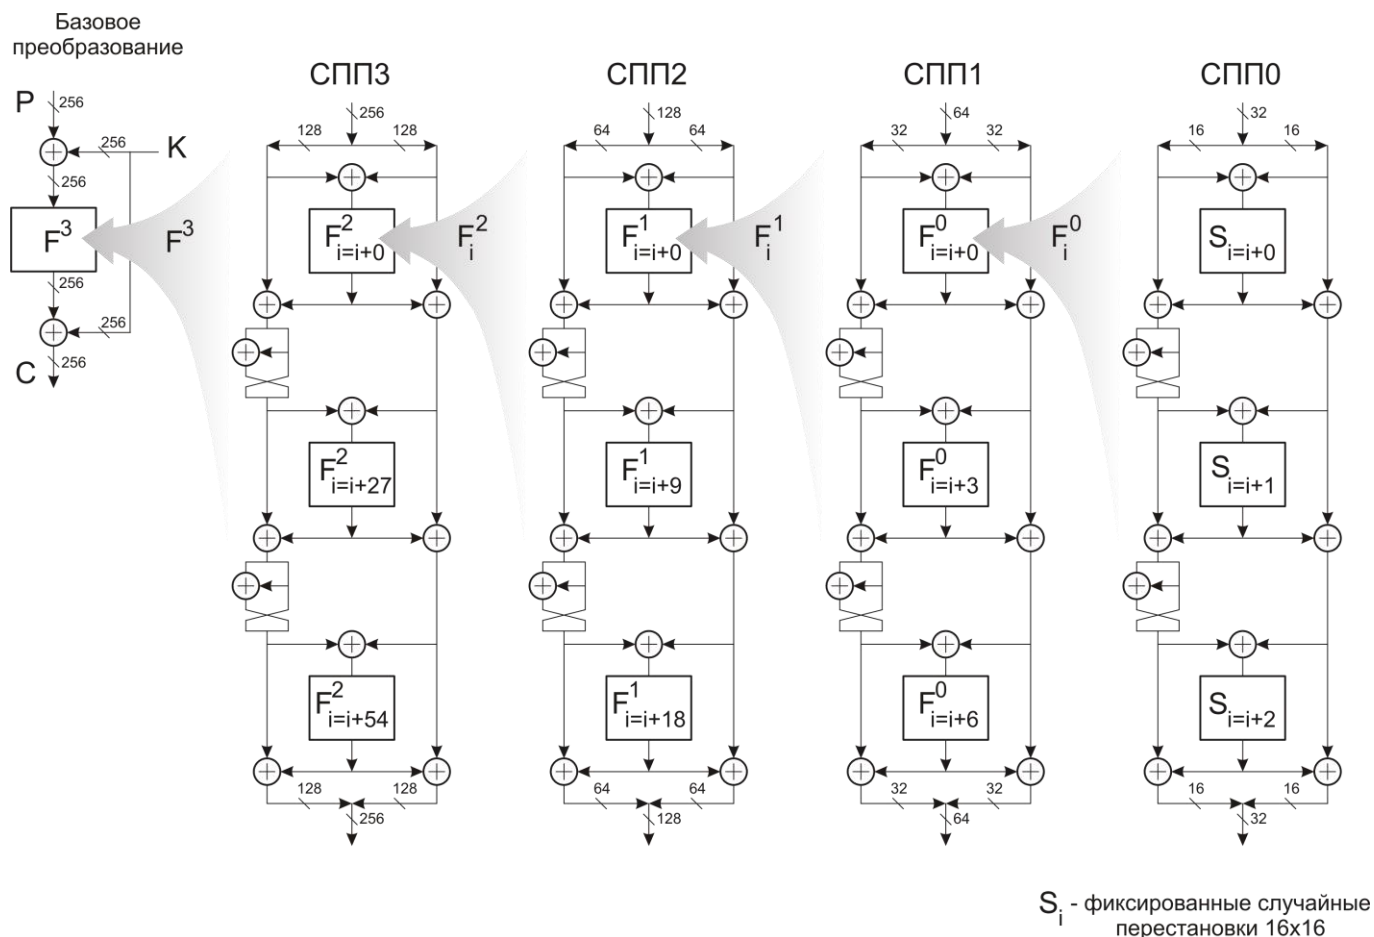 Базовое
преобразование
P
256
256
K
256
F³
F³
256
256
C
256
СПП3
256
128 128
F²i=i+0
F²i
F²i=i+27
F²i=i+54
128 128
256
СПП2
128
64 64
F¹i=i+0
F¹i
F¹i=i+9
F¹i=i+18
64 64
128
СПП1
64
32 32
F⁰i=i+0
F⁰i
F⁰i=i+3
F⁰i=i+6
32 32
64
СПП0
32
16 16
Si=i+0
Si=i+1
Si=i+2
16 16
32
Si - фиксированные случайные
перестановки 16x16